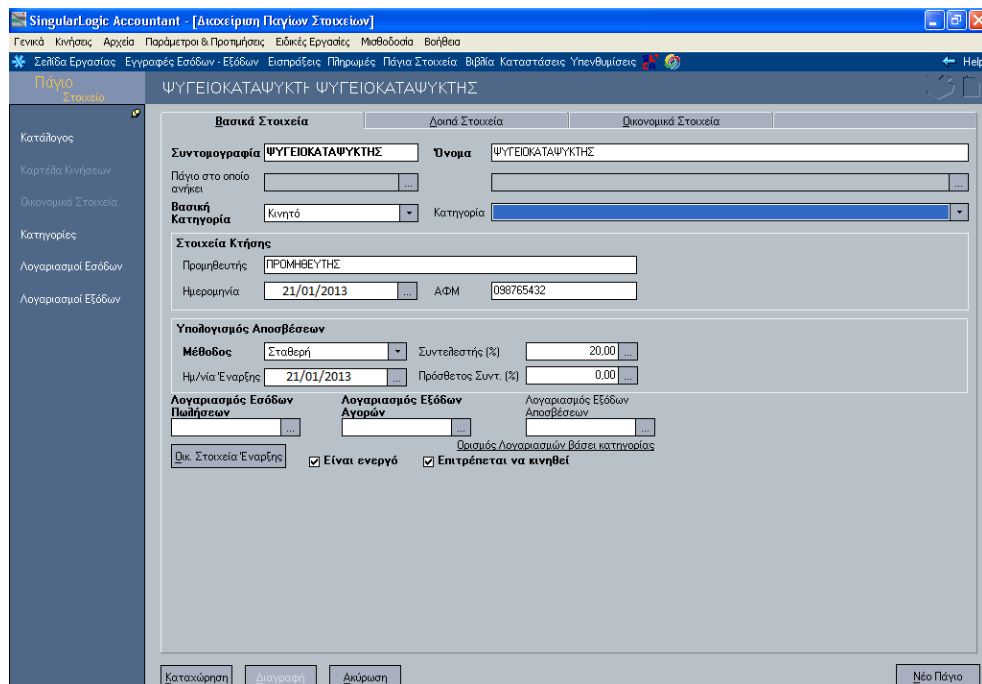 SingularLogic Accountant - [Διαχείριση Παγίων Στοιχείων]
Γενικά Κινήσεις Αρχεία Παράμετροι & Προτιμήσεις Ειδικές Εργασίες Μισθοδοσία Βοήθεια
Σελίδα Εργασίας Εγγραφές Εσόδων - Εξόδων Εισπράξεις Πληρωμές Πάγια Στοιχεία Βιβλία Καταστάσεις Υπενθυμίσεις Help
Πάγιο
Στοιχείο
ΨΥΓΕΙΟΚΑΤΑΨΥΚΤΗ ΨΥΓΕΙΟΚΑΤΑΨΥΚΤΗΣ
Κατάλογος
Καρτέλα Κινήσεων
Οικονομικά Στοιχεία
Κατηγορίες
Λογαριασμοί Εσόδων
Λογαριασμοί Εξόδων
Βασικά Στοιχεία Λοιπά Στοιχεία Οικονομικά Στοιχεία
Συντομογραφία ΨΥΓΕΙΟΚΑΤΑΨΥΚΤΗΣ Όνομα ΨΥΓΕΙΟΚΑΤΑΨΥΚΤΗΣ
Πάγιο στο οποίο
ανήκει ... ...
Βασική
Κατηγορία Κινητό Κατηγορία
Στοιχεία Κτήσης
Προμηθευτής ΠΡΟΜΗΘΕΥΤΗΣ
Ημερομηνία 21/01/2013 ... ΑΦΜ 098765432
Υπολογισμός Αποσβέσεων
Μέθοδος Σταθερή Συντελεστής (%) 20,00 ...
Ημ/νία Έναρξης 21/01/2013 ... Πρόσθετος Συντ. (%) 0,00 ...
Λογαριασμός Εσόδων Λογαριασμός Εξόδων Λογαριασμός Εξόδων
Πωλήσεων Αγορών Αποσβέσεων
... ... ...
Ορισμός Λογαριασμών βάσει κατηγορίας
Οικ. Στοιχεία Έναρξης Είναι ενεργό Επιτρέπεται να κινηθεί
Καταχώρηση Διαγραφή Ακύρωση Νέο Πάγιο